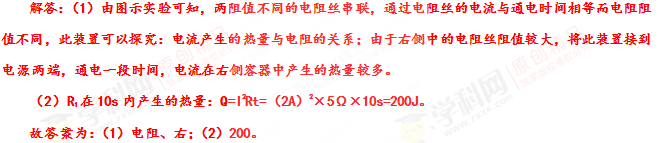 解答:(1)由图示实验可知,两阻值不同的电阻丝串联,通过电阻丝的电流与通电时间相等而电阻阻
值不同,此装置可以探究:电流产生的热量与电阻的关系;由于右侧中的电阻丝阻值较大,将此装置接到
电源两端,通电一段时间,电流在右侧容器中产生的热量较多。
(2)R₁在10s内产生的热量:Q=I²Rt=(2A)²×5Ω×10s=200J。
故答案为:(1)电阻、右;(2)200。